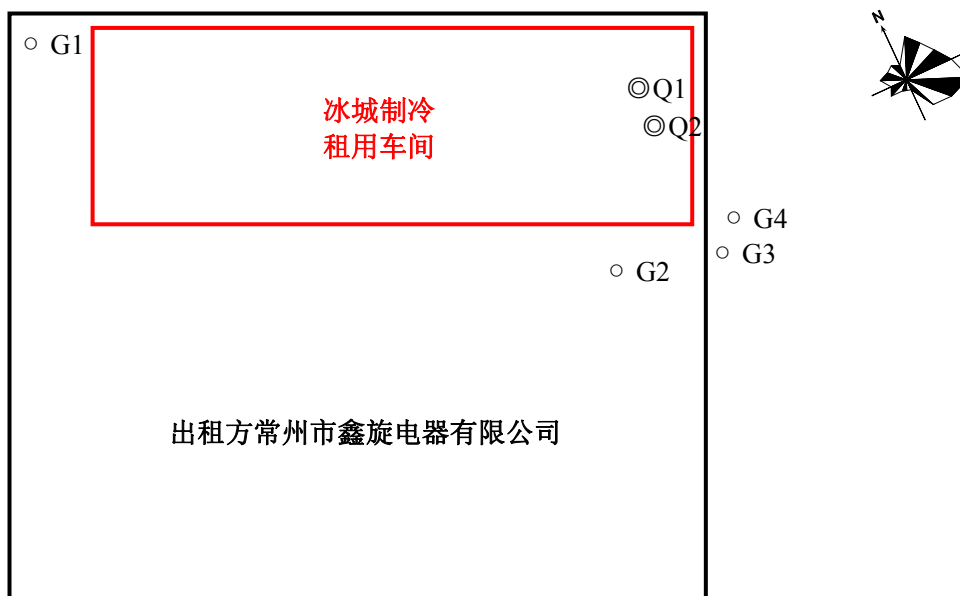 N
○ G1
冰城制冷
租用车间
◎Q1
◎Q2
○ G4
○ G3
○ G2
出租方常州市鑫旋电器有限公司